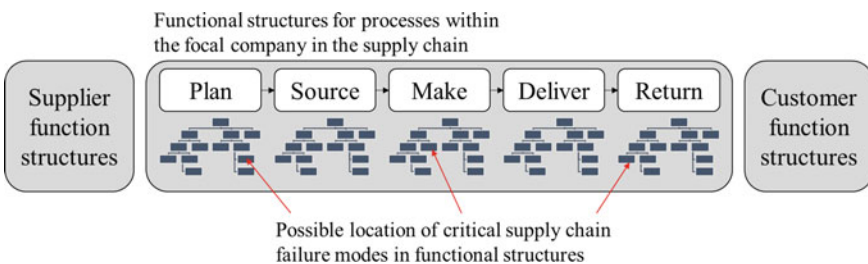 Functional structures for processes within
the focal company in the supply chain
Supplier
function
structures
Plan
Source
Make
Deliver
Return
Customer
function
structures
Possible location of critical supply chain
failure modes in functional structures